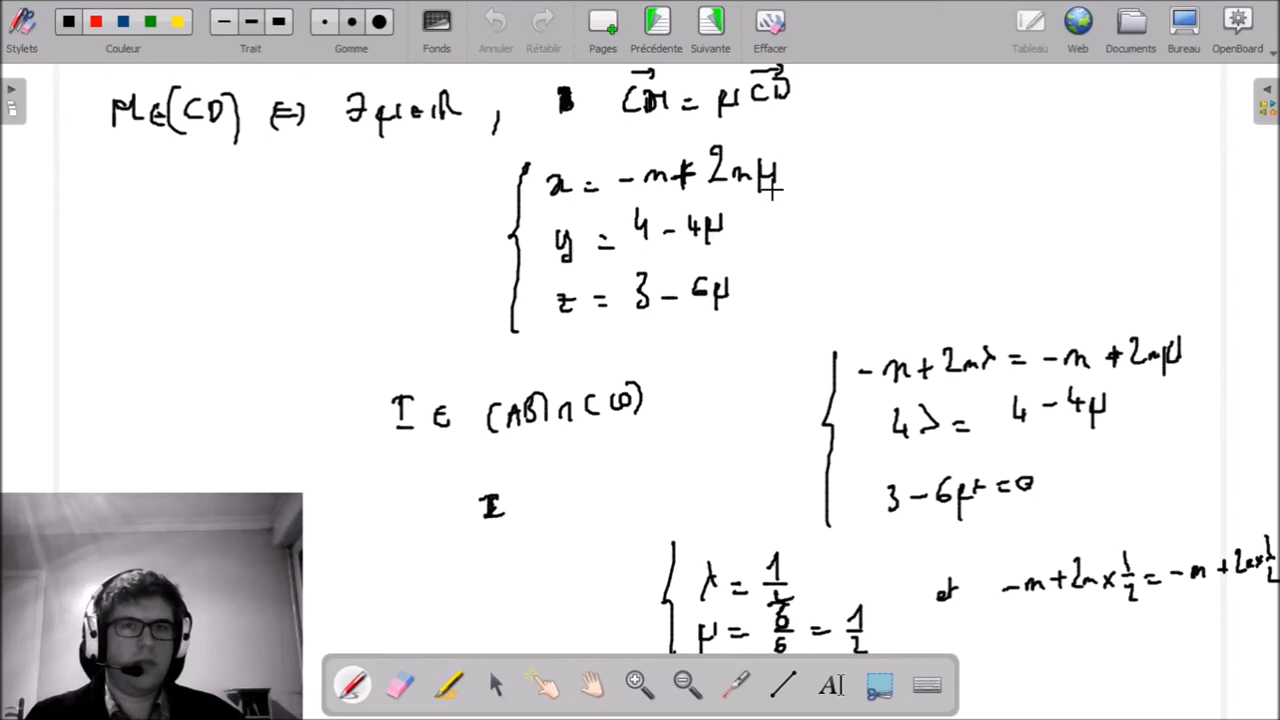 Stylets Couleur Trait Gomme Fonds Annuler Rétablir Pages Précédente Suivante Effacer Tableau Web Documents Bureau OpenBoard
M∈(CD) ⇔ ∃μ∈ℝ, CM = μ CD
x = -m + 2mμ
y = 4 - 4μ
z = 3 - 6μ
I ∈ (AB)∩(CD)
-m + 2mλ = -m + 2mμ
4λ = 4 - 4μ
3 - 6μ = 0
I
λ = 1/2 et -m + 2m × 1/2 = -m + 2m × 1/2
μ = 3/6 = 1/2